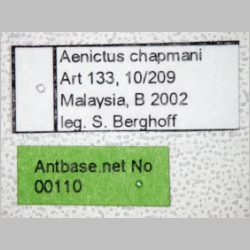 Aenictus chapmani
Art 133, 10/209
Malaysia, B 2002
leg. S. Berghoff
Antbase.net No
00110